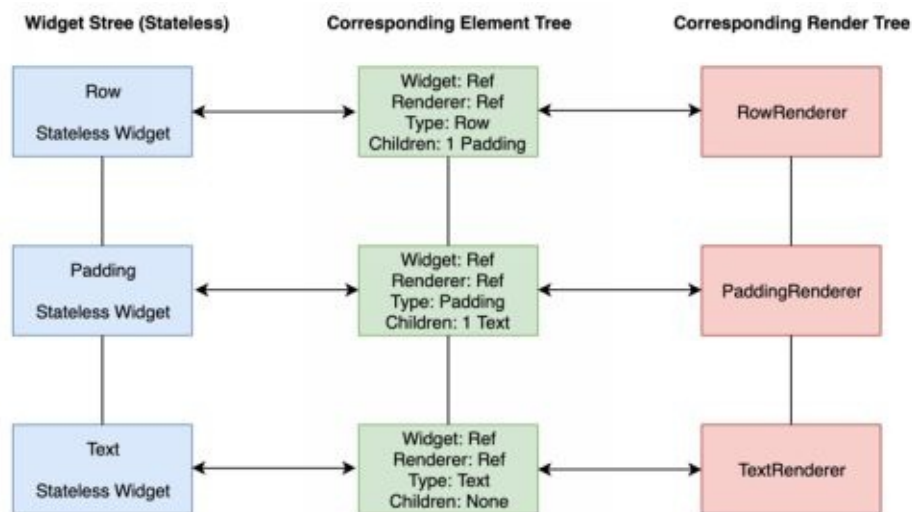 Widget Stree (Stateless)
Corresponding Element Tree
Corresponding Render Tree
Row
Stateless Widget
Widget: Ref
Renderer: Ref
Type: Row
Children: 1 Padding
RowRenderer
Padding
Stateless Widget
Widget: Ref
Renderer: Ref
Type: Padding
Children: 1 Text
PaddingRenderer
Text
Stateless Widget
Widget: Ref
Renderer: Ref
Type: Text
Children: None
TextRenderer